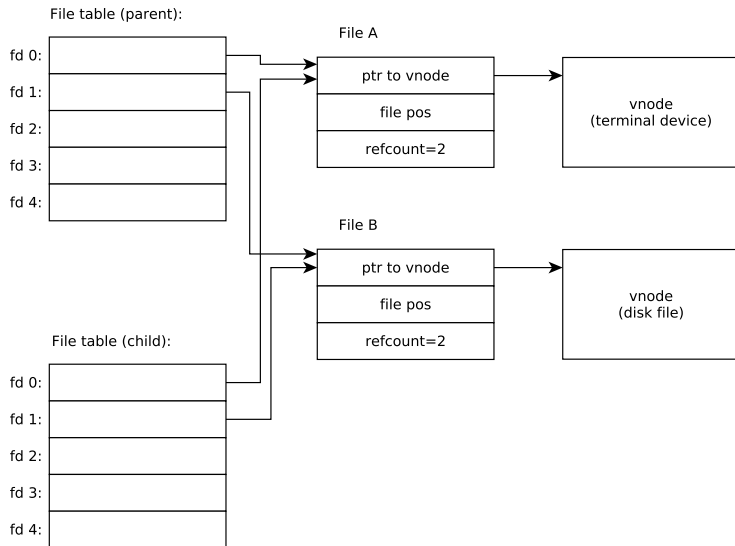 File table (parent):
fd 0:
fd 1:
fd 2:
fd 3:
fd 4:
File A
ptr to vnode
file pos
refcount=2
vnode
(terminal device)
File B
ptr to vnode
file pos
refcount=2
vnode
(disk file)
File table (child):
fd 0:
fd 1:
fd 2:
fd 3:
fd 4: